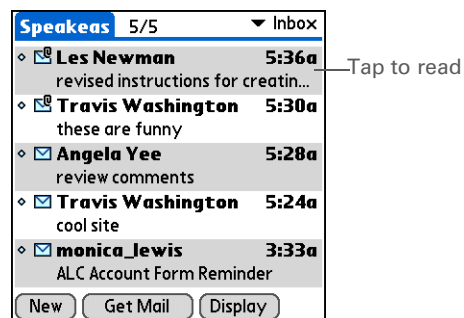 Speakeas 5/5 Inbox
Les Newman 5:36a
Tap to read
revised instructions for creatin...
Travis Washington 5:30a
these are funny
Angela Yee 5:28a
review comments
Travis Washington 5:24a
cool site
monica_lewis 3:33a
ALC Account Form Reminder
New Get Mail Display